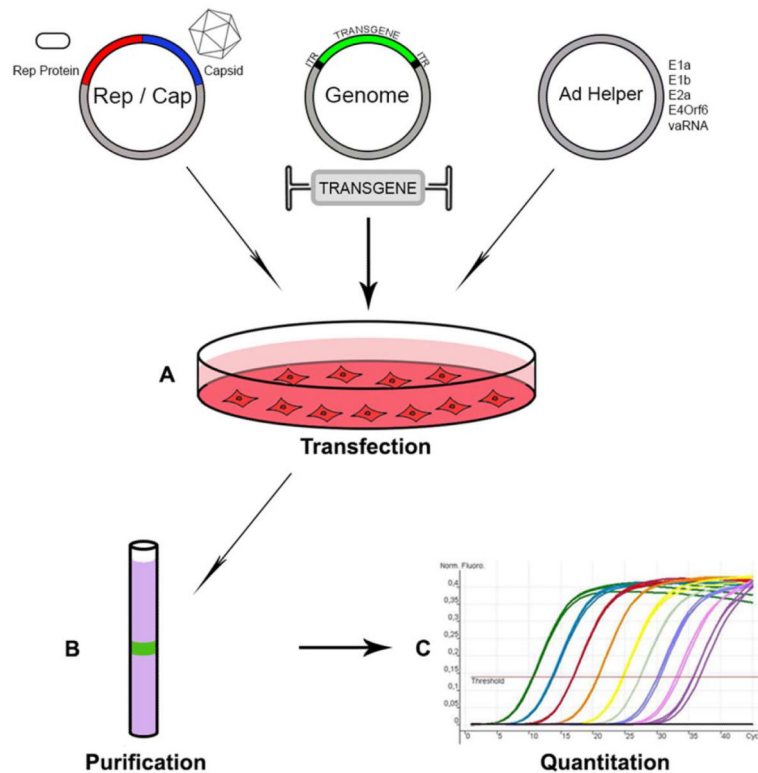 Rep Protein
Capsid
Rep / Cap
ITR
TRANSGENE
ITR
Genome
TRANSGENE
Ad Helper
E1a
E1b
E2a
E4Orf6
vaRNA
A
Transfection
B
Purification
C
Norm. Fluoro.
0,4
0,35
0,3
0,25
0,2
0,15
Threshold
0,1
0,05
0
0
5
10
15
20
25
30
35
40
Cyc
Quantitation